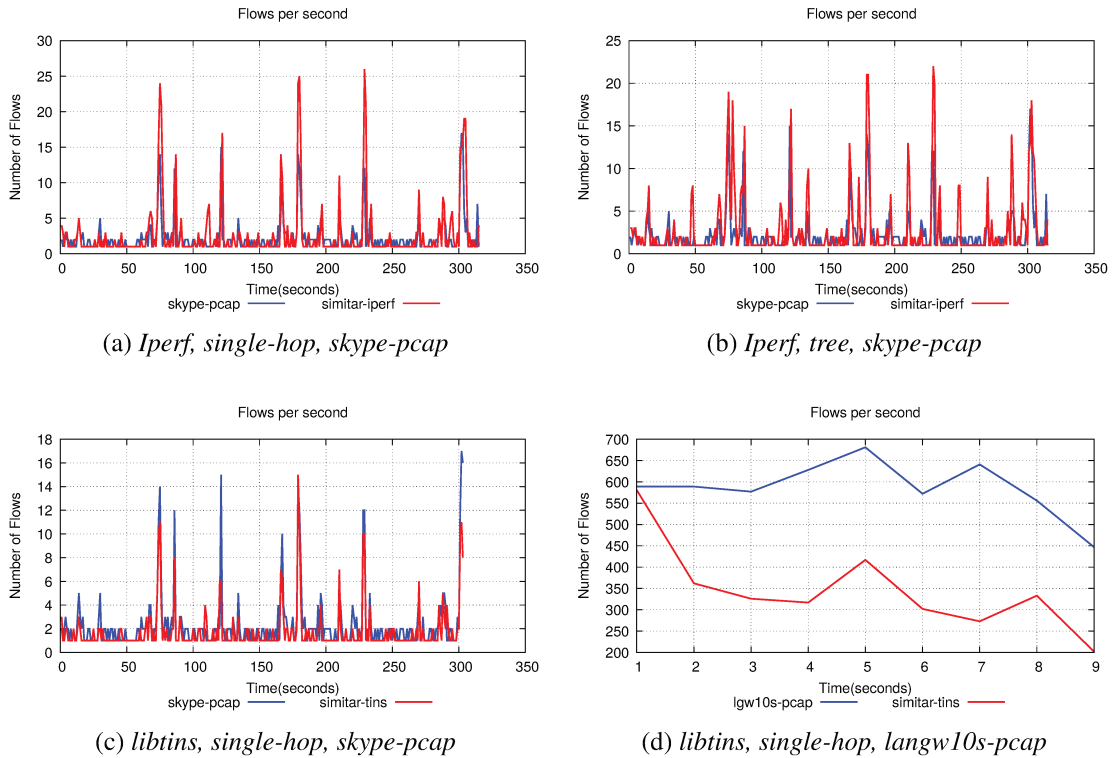 Flows per second
30
25
20
15
10
5
0
Number of Flows
0 50 100 150 200 250 300 350
Time(seconds)
skype-pcap similar-iperf
(a) Iperf, single-hop, skype-pcap
Flows per second
25
20
15
10
5
0
Number of Flows
0 50 100 150 200 250 300 350
Time(seconds)
skype-pcap simitar-iperf
(b) Iperf, tree, skype-pcap
Flows per second
18
16
14
12
10
8
6
4
2
0
Number of Flows
0 50 100 150 200 250 300 350
Time(seconds)
skype-pcap simitar-tins
(c) libtins, single-hop, skype-pcap
Flows per second
700
650
600
550
500
450
400
350
300
250
200
Number of Flows
1 2 3 4 5 6 7 8 9
Time(seconds)
lgw10s-pcap simitar-tins
(d) libtins, single-hop, langw10s-pcap